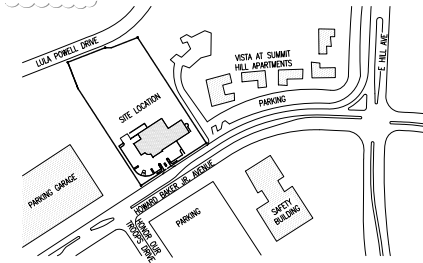 LULA POWELL DRIVE
VISTA AT SUMMIT
HILL APARTMENTS
E HILL AVE
SITE LOCATION
PARKING
PARKING GARAGE
HOWARD BAKER JR. AVENUE
HONOR OUR
TROOPS DRIVE
PARKING
SAFETY
BUILDING